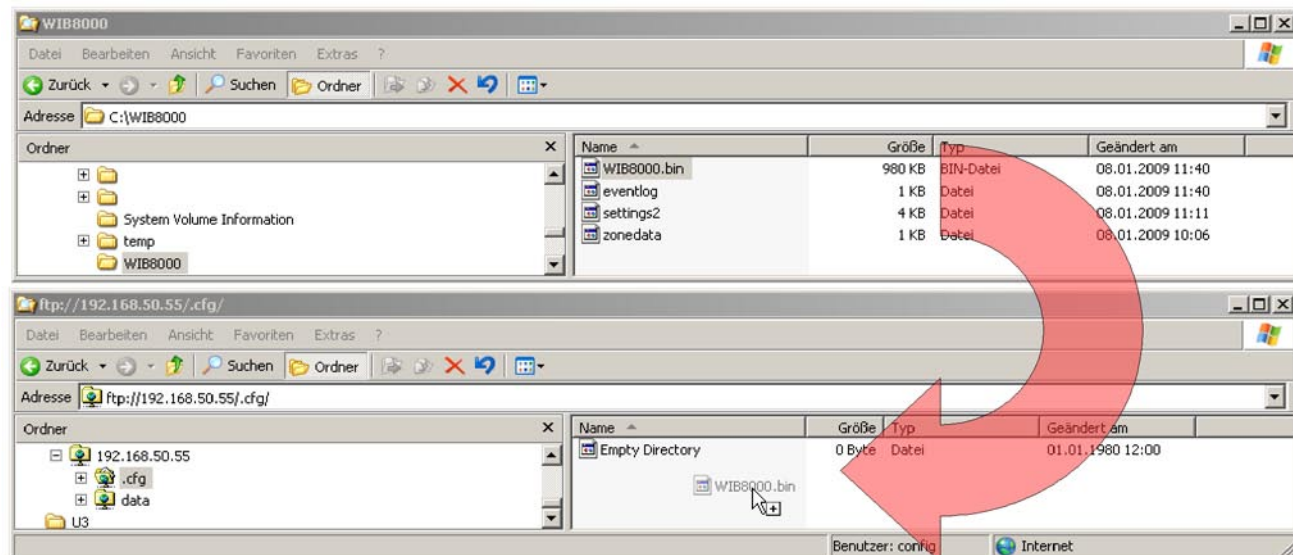 WIB8000
Datei Bearbeiten Ansicht Favoriten Extras ?
Zurück Suchen Ordner
Adresse C:\WIB8000
Ordner x Name Größe Typ Geändert am
WIB8000.bin 980 KB BIN-Datei 08.01.2009 11:40
eventlog 1 KB Datei 08.01.2009 11:40
System Volume Information settings2 4 KB Datei 08.01.2009 11:11
temp zonedata 1 KB Datei 08.01.2009 10:06
WIB8000
ftp://192.168.50.55/.cfg/
Datei Bearbeiten Ansicht Favoriten Extras ?
Zurück Suchen Ordner
Adresse ftp://192.168.50.55/.cfg/
Ordner x Name Größe Typ Geändert am
192.168.50.55 Empty Directory 0 Byte Datei 01.01.1980 12:00
.cfg WIB8000.bin
data
U3
Benutzer: config Internet